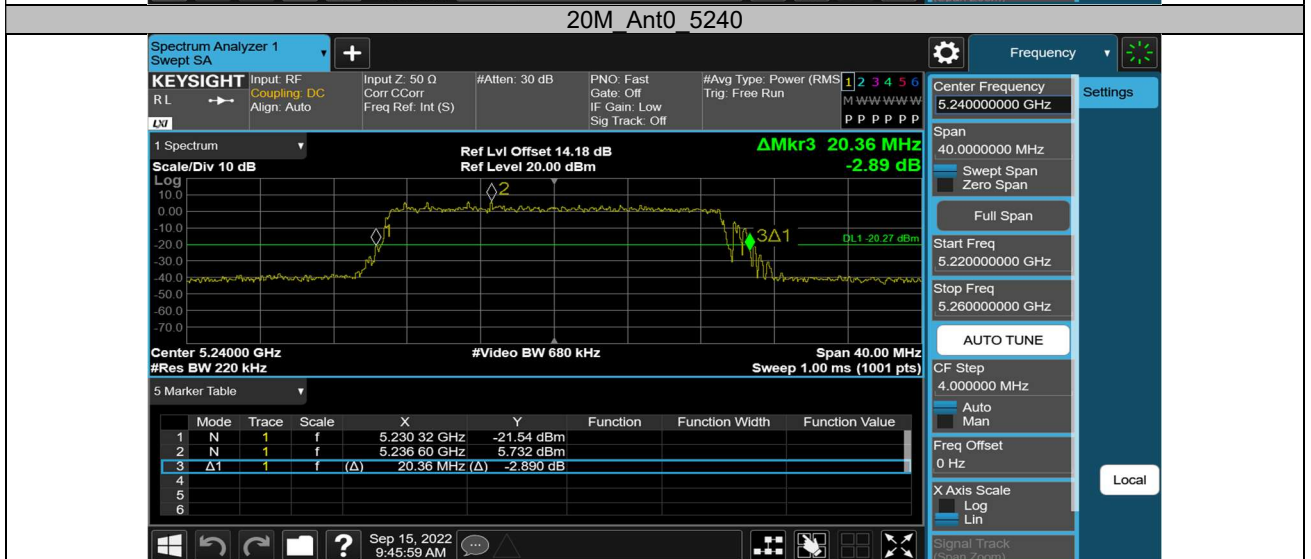 20M_Ant0_5240
Spectrum Analyzer 1
Swept SA
Frequency
KEYSIGHT
RL
LXI
Input: RF
Coupling: DC
Align: Auto
Input Z: 50 Ω
Corr CCorr
Freq Ref: Int (S)
#Atten: 30 dB
PNO: Fast
Gate: Off
IF Gain: Low
Sig Track: Off
#Avg Type: Power (RMS
Trig: Free Run
1 2 3 4 5 6
M W W W W W
P P P P P P
Center Frequency
5.240000000 GHz
Settings
Span
40.0000000 MHz
Swept Span
Zero Span
Full Span
Start Freq
5.220000000 GHz
Stop Freq
5.260000000 GHz
AUTO TUNE
CF Step
4.000000 MHz
Auto
Man
Freq Offset
0 Hz
X Axis Scale
Log
Lin
Signal Track
(Span Zoom)
Local
1 Spectrum
Scale/Div 10 dB
Ref Lvl Offset 14.18 dB
Ref Level 20.00 dBm
ΔMkr3 20.36 MHz
-2.89 dB
Log
10.0
0.00
-10.0
-20.0
-30.0
-40.0
-50.0
-60.0
-70.0
2
1
3Δ1
DL1 -20.27 dBm
Center 5.24000 GHz
#Video BW 680 kHz
Span 40.00 MHz
#Res BW 220 kHz
Sweep 1.00 ms (1001 pts)
5 Marker Table
Mode Trace Scale X Y Function Function Width Function Value
1 N 1 f 5.230 32 GHz -21.54 dBm
2 N 1 f 5.236 60 GHz 5.732 dBm
3 Δ1 1 f (Δ) 20.36 MHz (Δ) -2.890 dB
4
5
6
?
Sep 15, 2022
9:45:59 AM